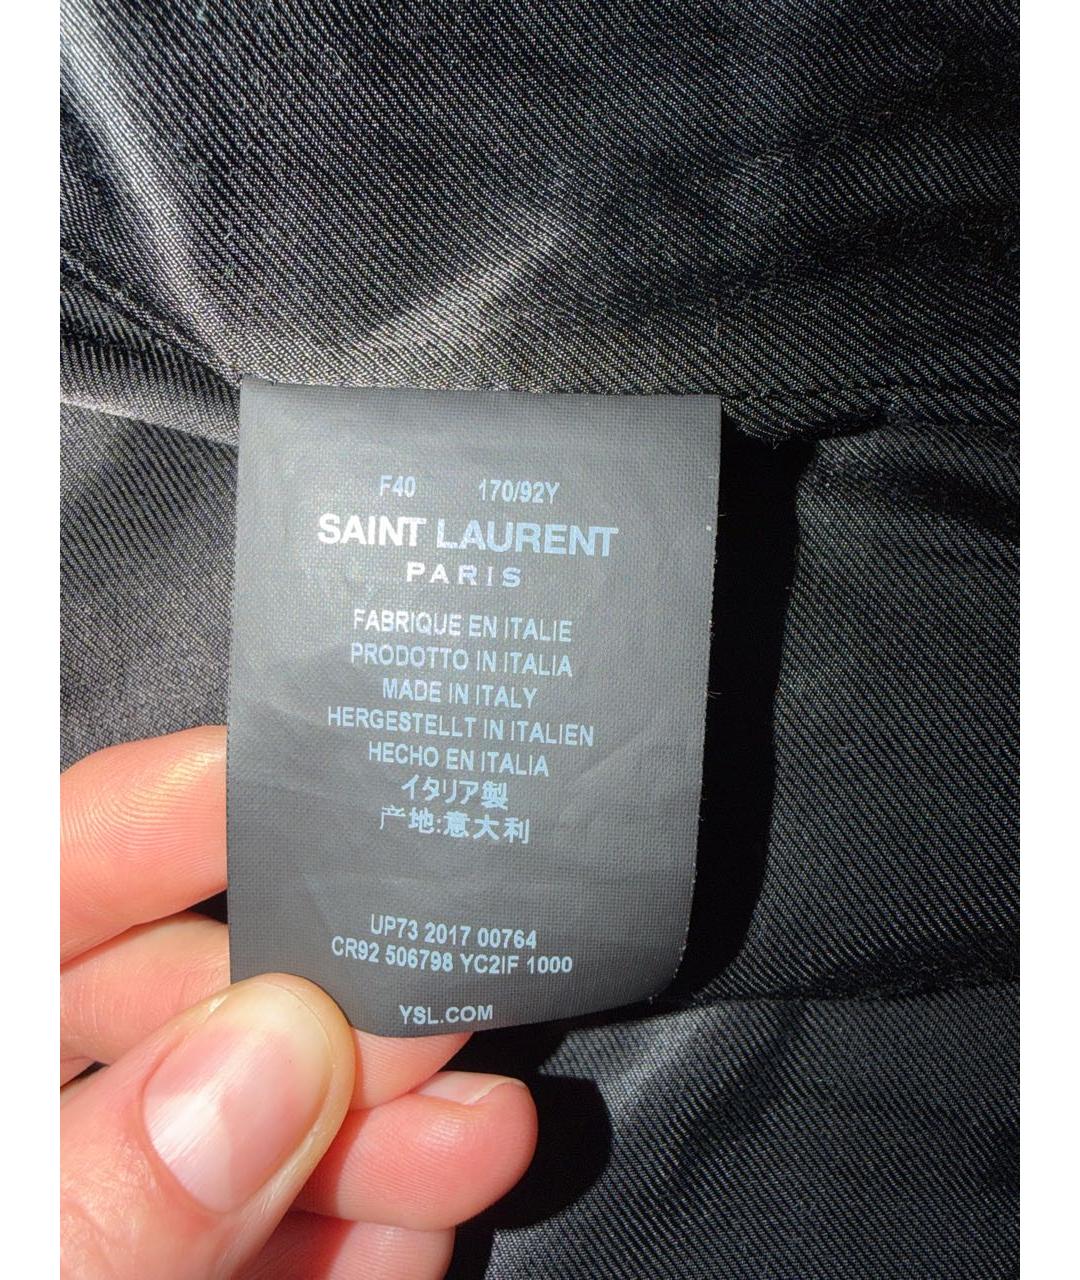 F40 170/92Y
SAINT LAURENT
PARIS
FABRIQUE EN ITALIE
PRODOTTO IN ITALIA
MADE IN ITALY
HERGESTELLT IN ITALIEN
HECHO EN ITALIA
イタリア製
产地:意大利
UP73 2017 00764
CR92 506798 YC2IF 1000
YSL.COM